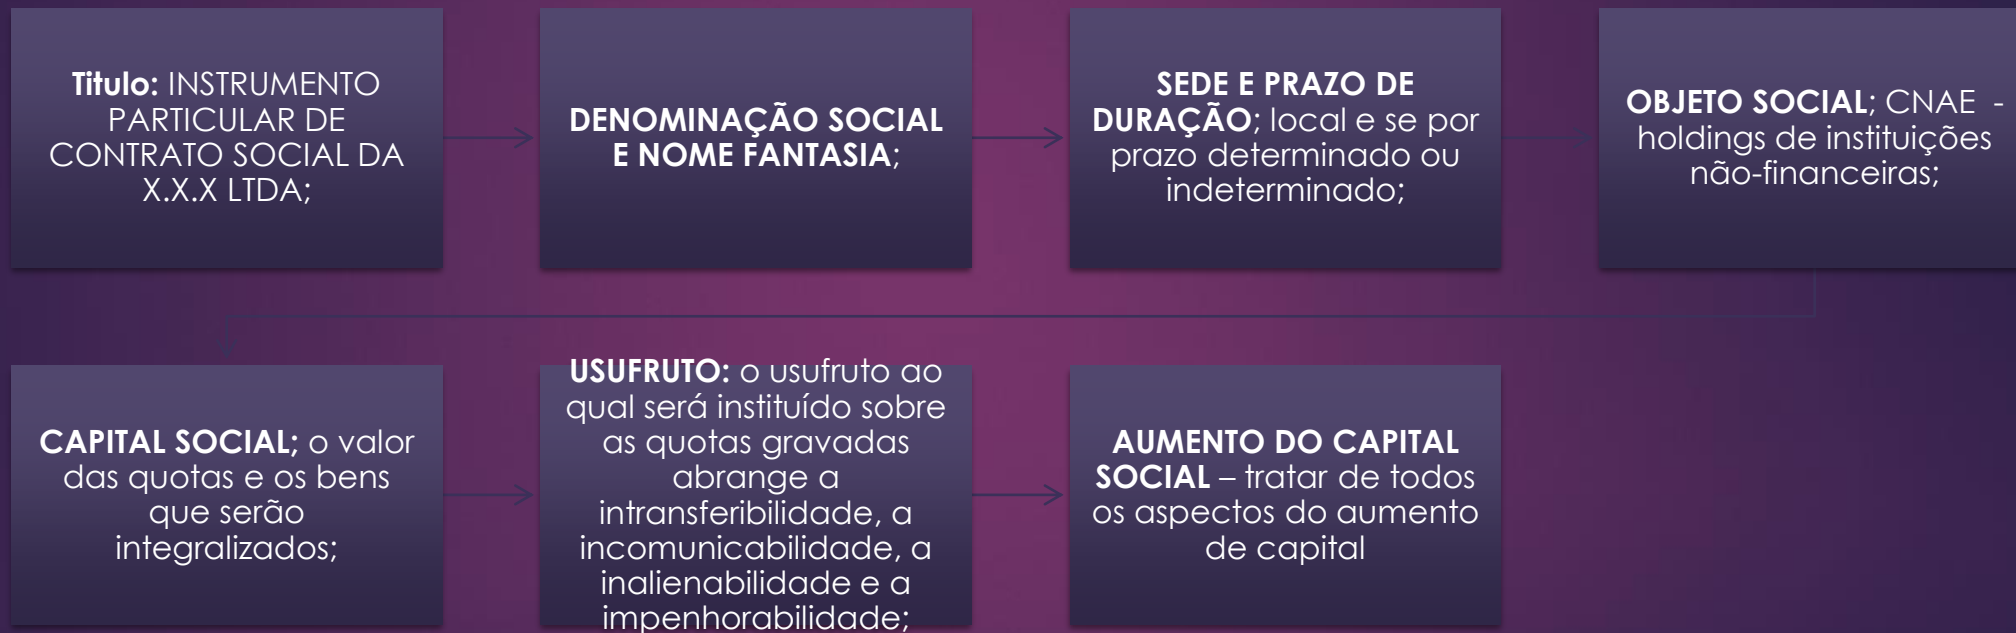 Titulo: INSTRUMENTO
PARTICULAR DE
CONTRATO SOCIAL DA
X.X.X LTDA;
DENOMINAÇÃO SOCIAL
E NOME FANTASIA;
SEDE E PRAZO DE
DURAÇÃO; local e se por
prazo determinado ou
indeterminado;
OBJETO SOCIAL; CNAE -
holdings de instituições
não-financeiras;
CAPITAL SOCIAL; o valor
das quotas e os bens
que serão
integralizados;
USUFRUTO: o usufruto ao
qual será instituído sobre
as quotas gravadas
abrange a
intransferibilidade, a
incomunicabilidade, a
inalienabilidade e a
impenhorabilidade;
AUMENTO DO CAPITAL
SOCIAL – tratar de todos
os aspectos do aumento
de capital